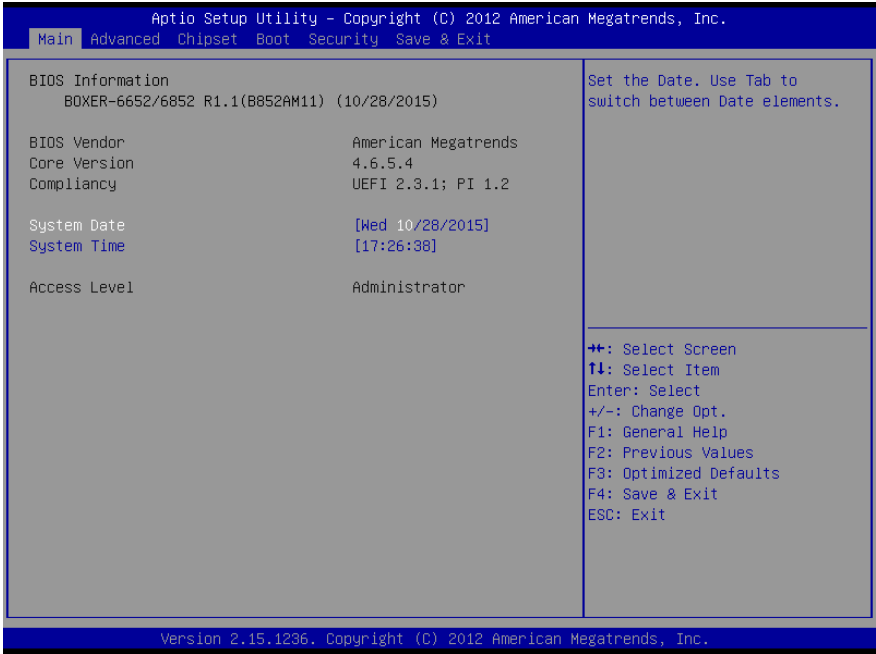 Aptio Setup Utility – Copyright (C) 2012 American Megatrends, Inc.
Main Advanced Chipset Boot Security Save & Exit
BIOS Information
BOXER-6652/6852 R1.1(B852AM11) (10/28/2015)
BIOS Vendor American Megatrends
Core Version 4.6.5.4
Compliancy UEFI 2.3.1; PI 1.2
System Date [Wed 10/28/2015]
System Time [17:26:38]
Access Level Administrator
Set the Date. Use Tab to
switch between Date elements.
→←: Select Screen
↑↓: Select Item
Enter: Select
+/-: Change Opt.
F1: General Help
F2: Previous Values
F3: Optimized Defaults
F4: Save & Exit
ESC: Exit
Version 2.15.1236. Copyright (C) 2012 American Megatrends, Inc.